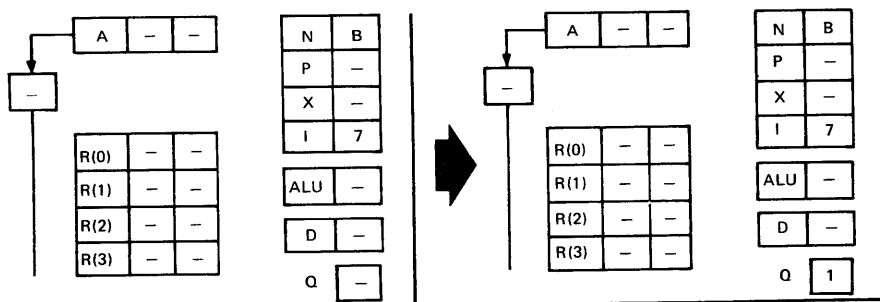 A — —
—
N B
P —
X —
I 7
R(0) — —
R(1) — —
R(2) — —
R(3) — —
ALU —
D —
Q —
A — —
—
N B
P —
X —
I 7
R(0) — —
R(1) — —
R(2) — —
R(3) — —
ALU —
D —
Q 1